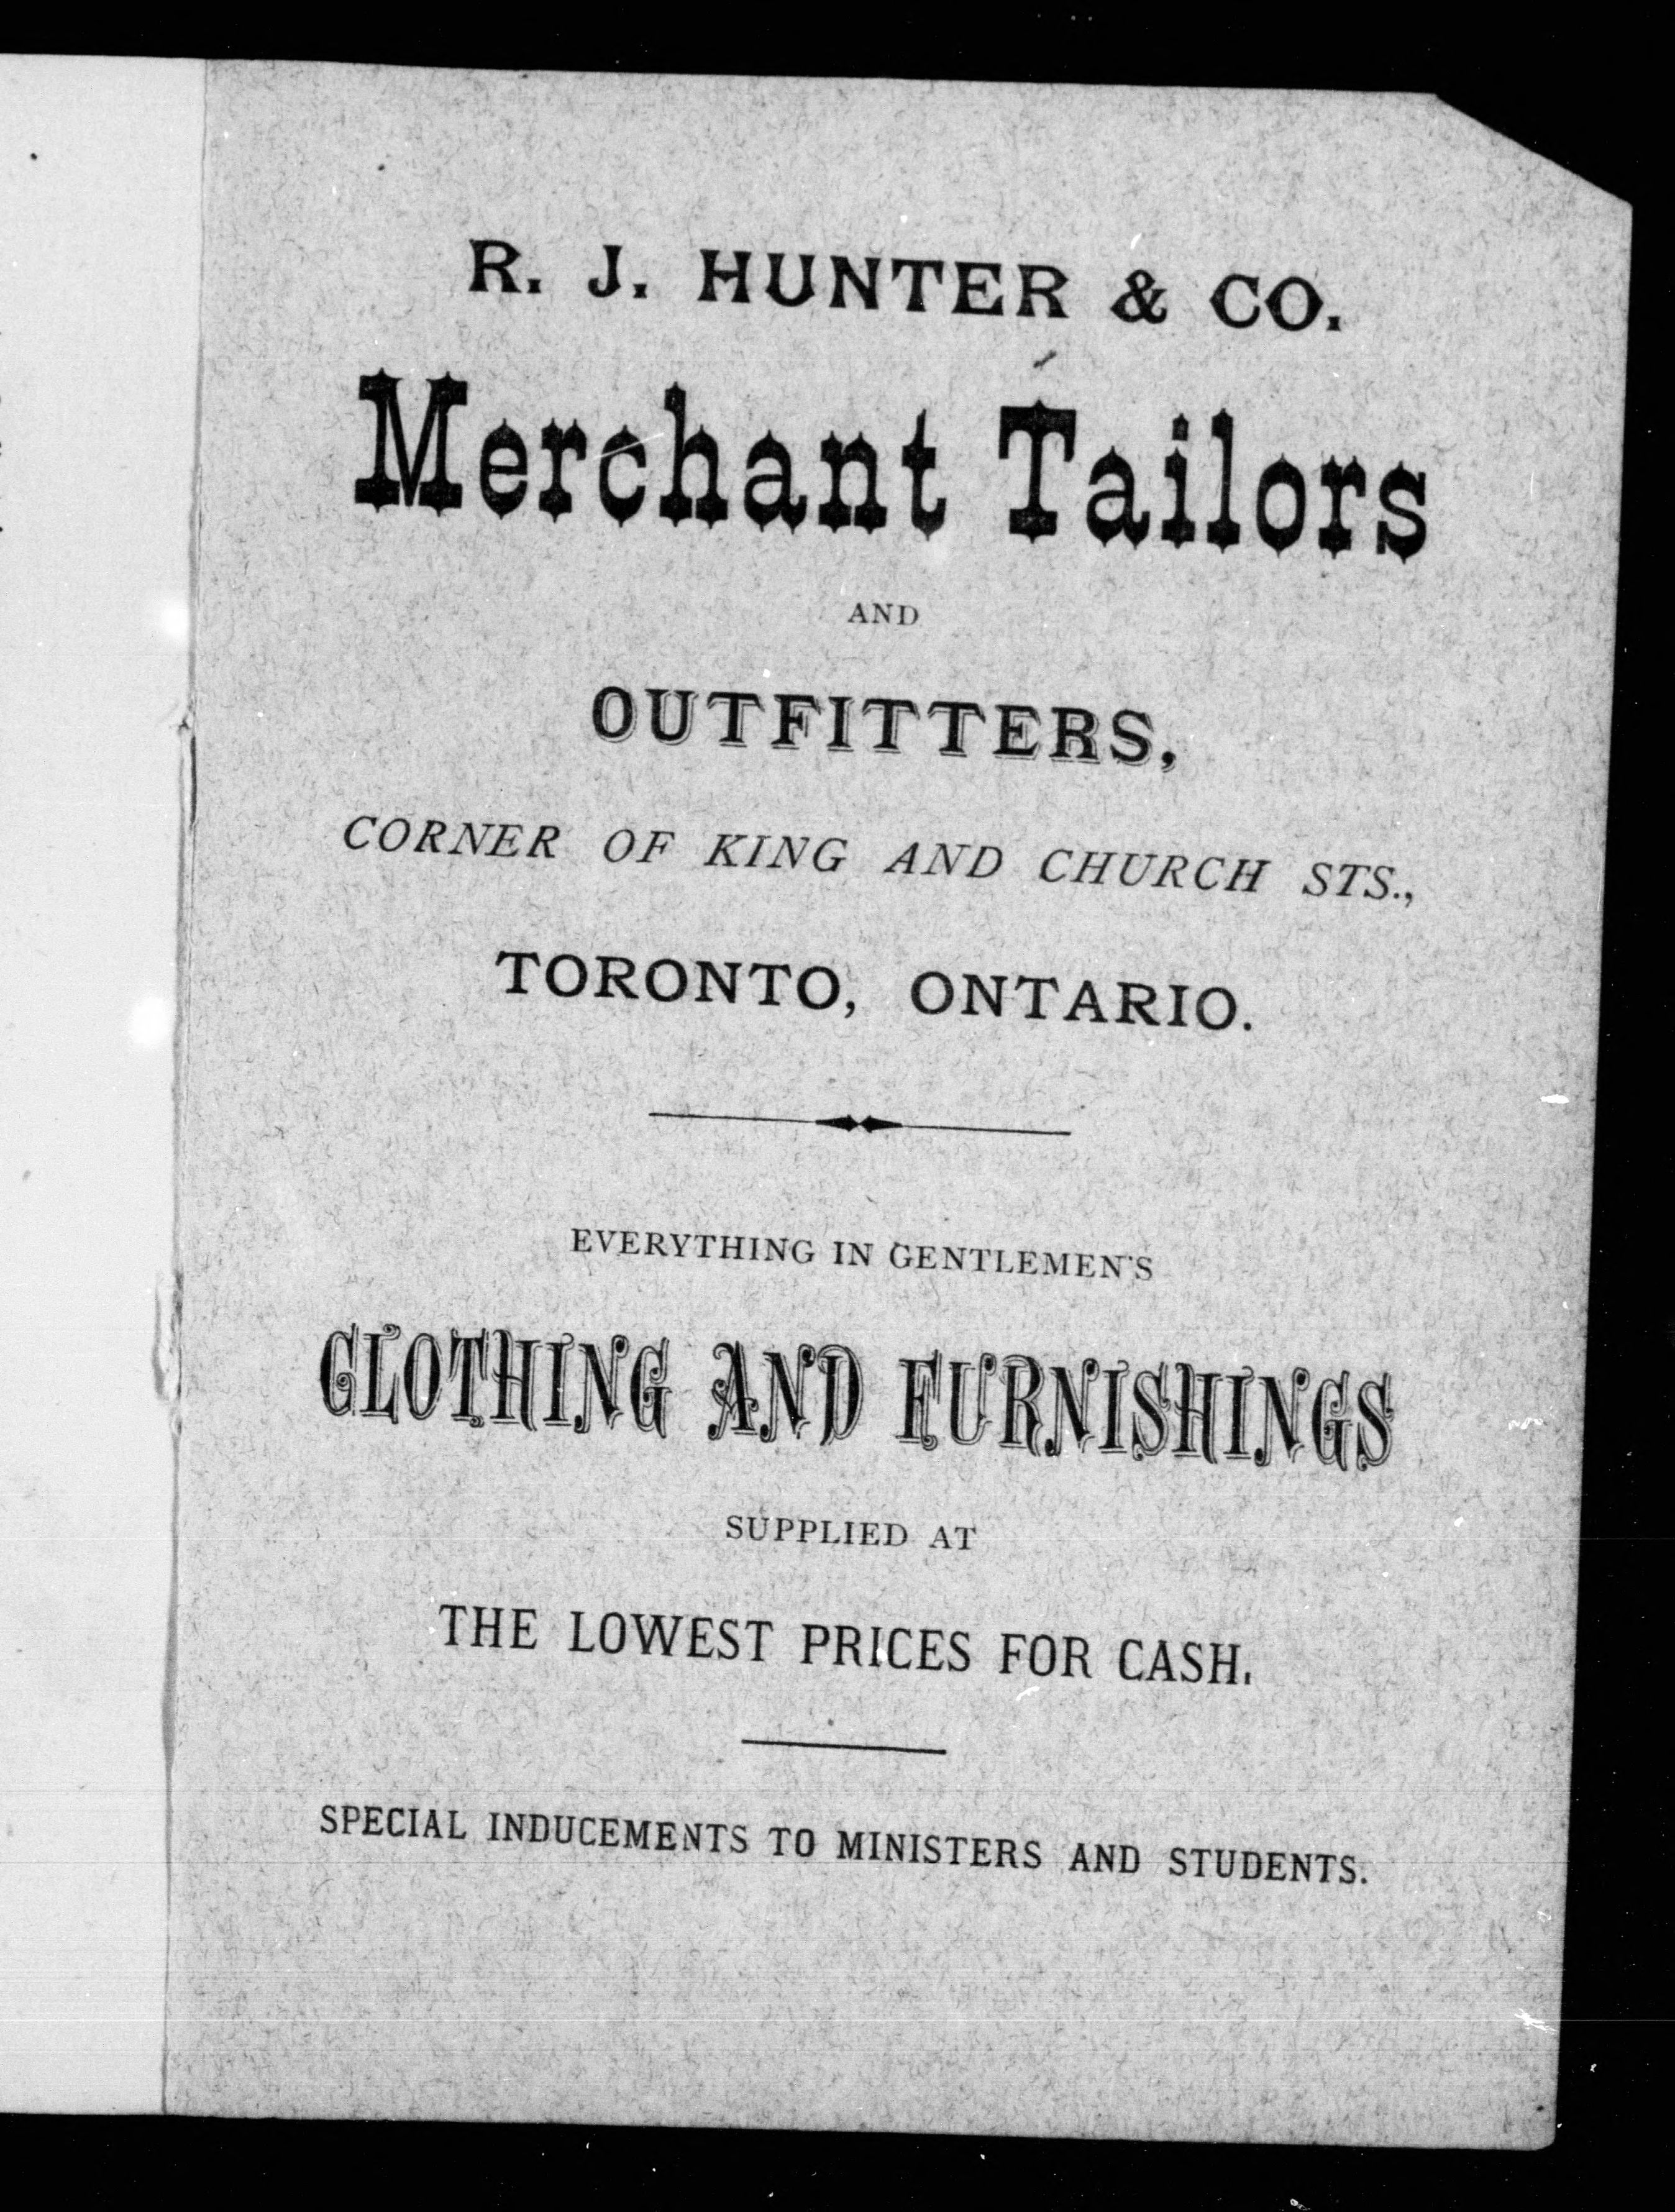 R. J. HUNTER & CO.
Merchant Tailors
AND
OUTFITTERS,
CORNER OF KING AND CHURCH STS.,
TORONTO, ONTARIO.
EVERYTHING IN GENTLEMEN'S
CLOTHING AND FURNISHINGS
SUPPLIED AT
THE LOWEST PRICES FOR CASH.
SPECIAL INDUCEMENTS TO MINISTERS AND STUDENTS.